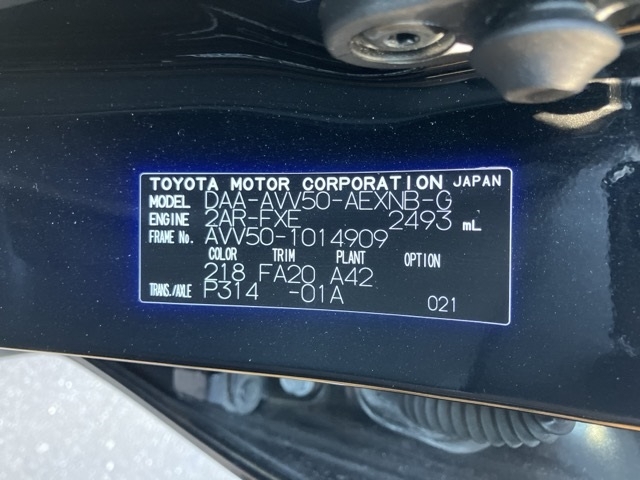 TOYOTA MOTOR CORPORATION JAPAN
MODEL DAA-AVV50-AEXNB-G
ENGINE 2AR-FXE 2493 mL
FRAME No. AVV50-1014909
COLOR TRIM PLANT OPTION
218 FA20 A42
TRANS./AXLE P314 -01A 021